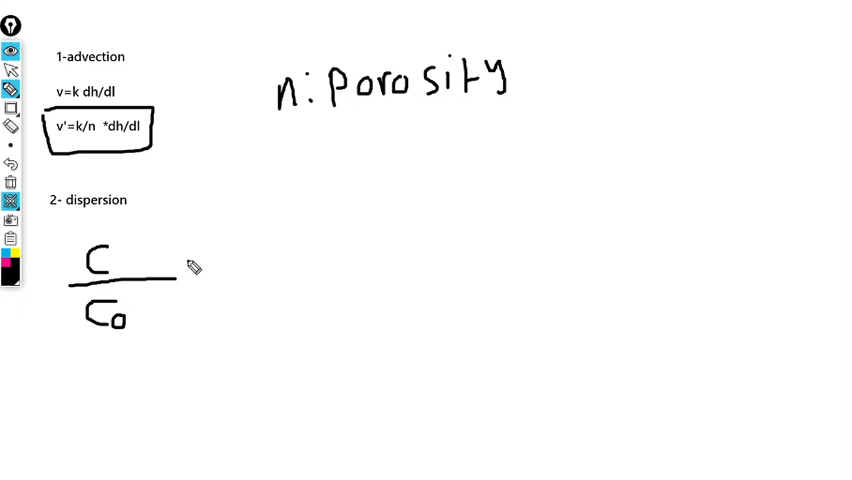 1-advection
n: porosity
v=k dh/dl
v'=k/n *dh/dl
2- dispersion
C
Co